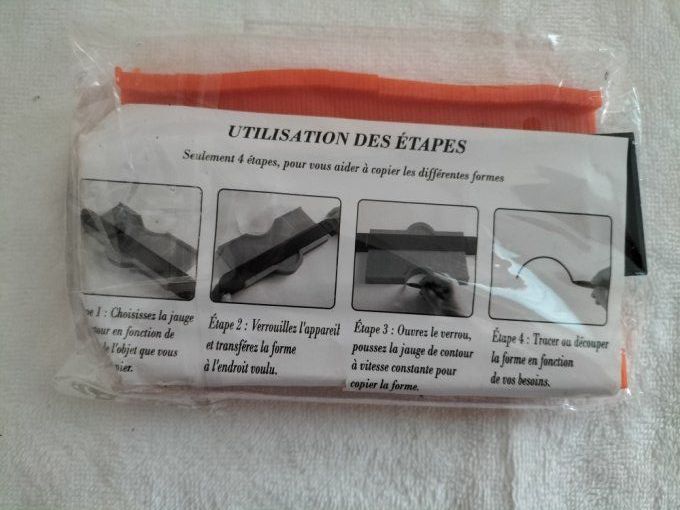 UTILISATION DES ÉTAPES
Seulement 4 étapes, pour vous aider à copier les différentes formes
1 : Choisissez la jauge
pour en fonction de
l'objet que vous
Étape 2 : Verrouillez l'appareil
et transférez la forme
à l'endroit voulu.
Étape 3 : Ouvrez le verrou,
poussez la jauge de contour
à vitesse constante pour
copier la forme.
Étape 4 : Tracer ou découper
la forme en fonction
de vos besoins.